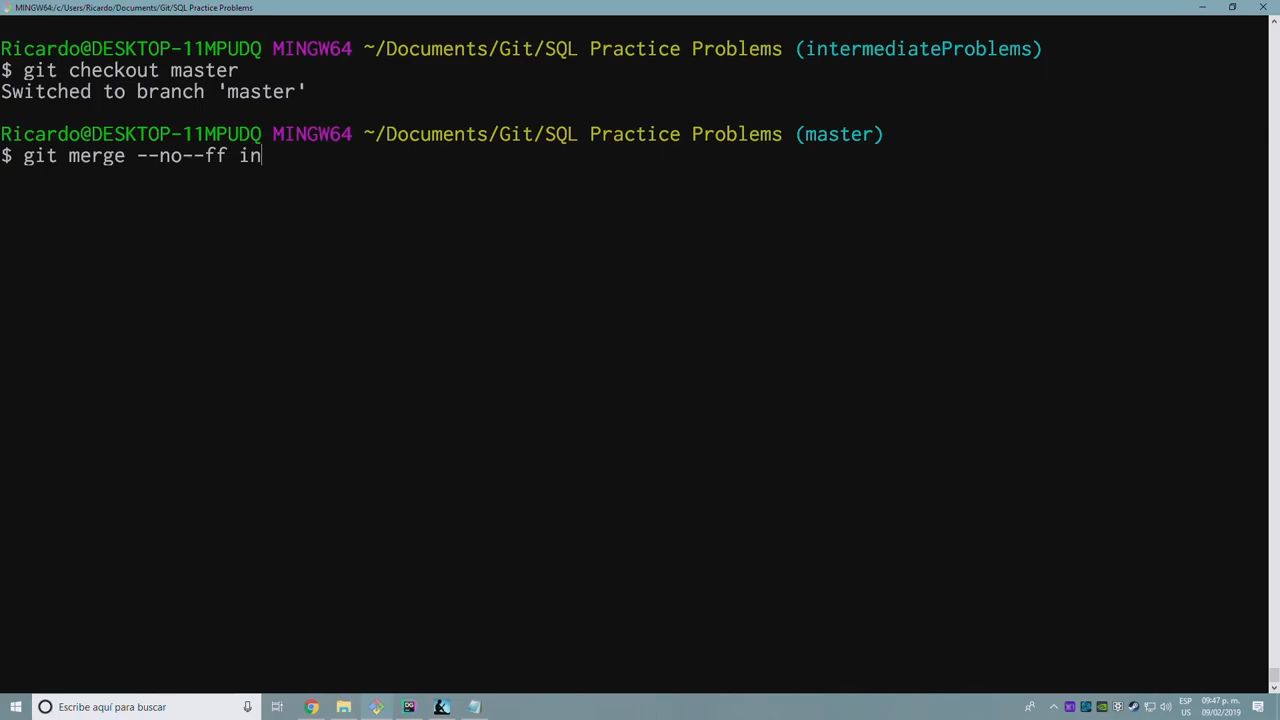 MINGW64:/c/Users/Ricardo/Documents/Git/SQL Practice Problems
Ricardo@DESKTOP-11MPUDQ MINGW64 ~/Documents/Git/SQL Practice Problems (intermediateProblems)
$ git checkout master
Switched to branch 'master'
Ricardo@DESKTOP-11MPUDQ MINGW64 ~/Documents/Git/SQL Practice Problems (master)
$ git merge --no--ff in
Escribe aquí para buscar
ESP
US
09:47 p. m.
09/02/2019